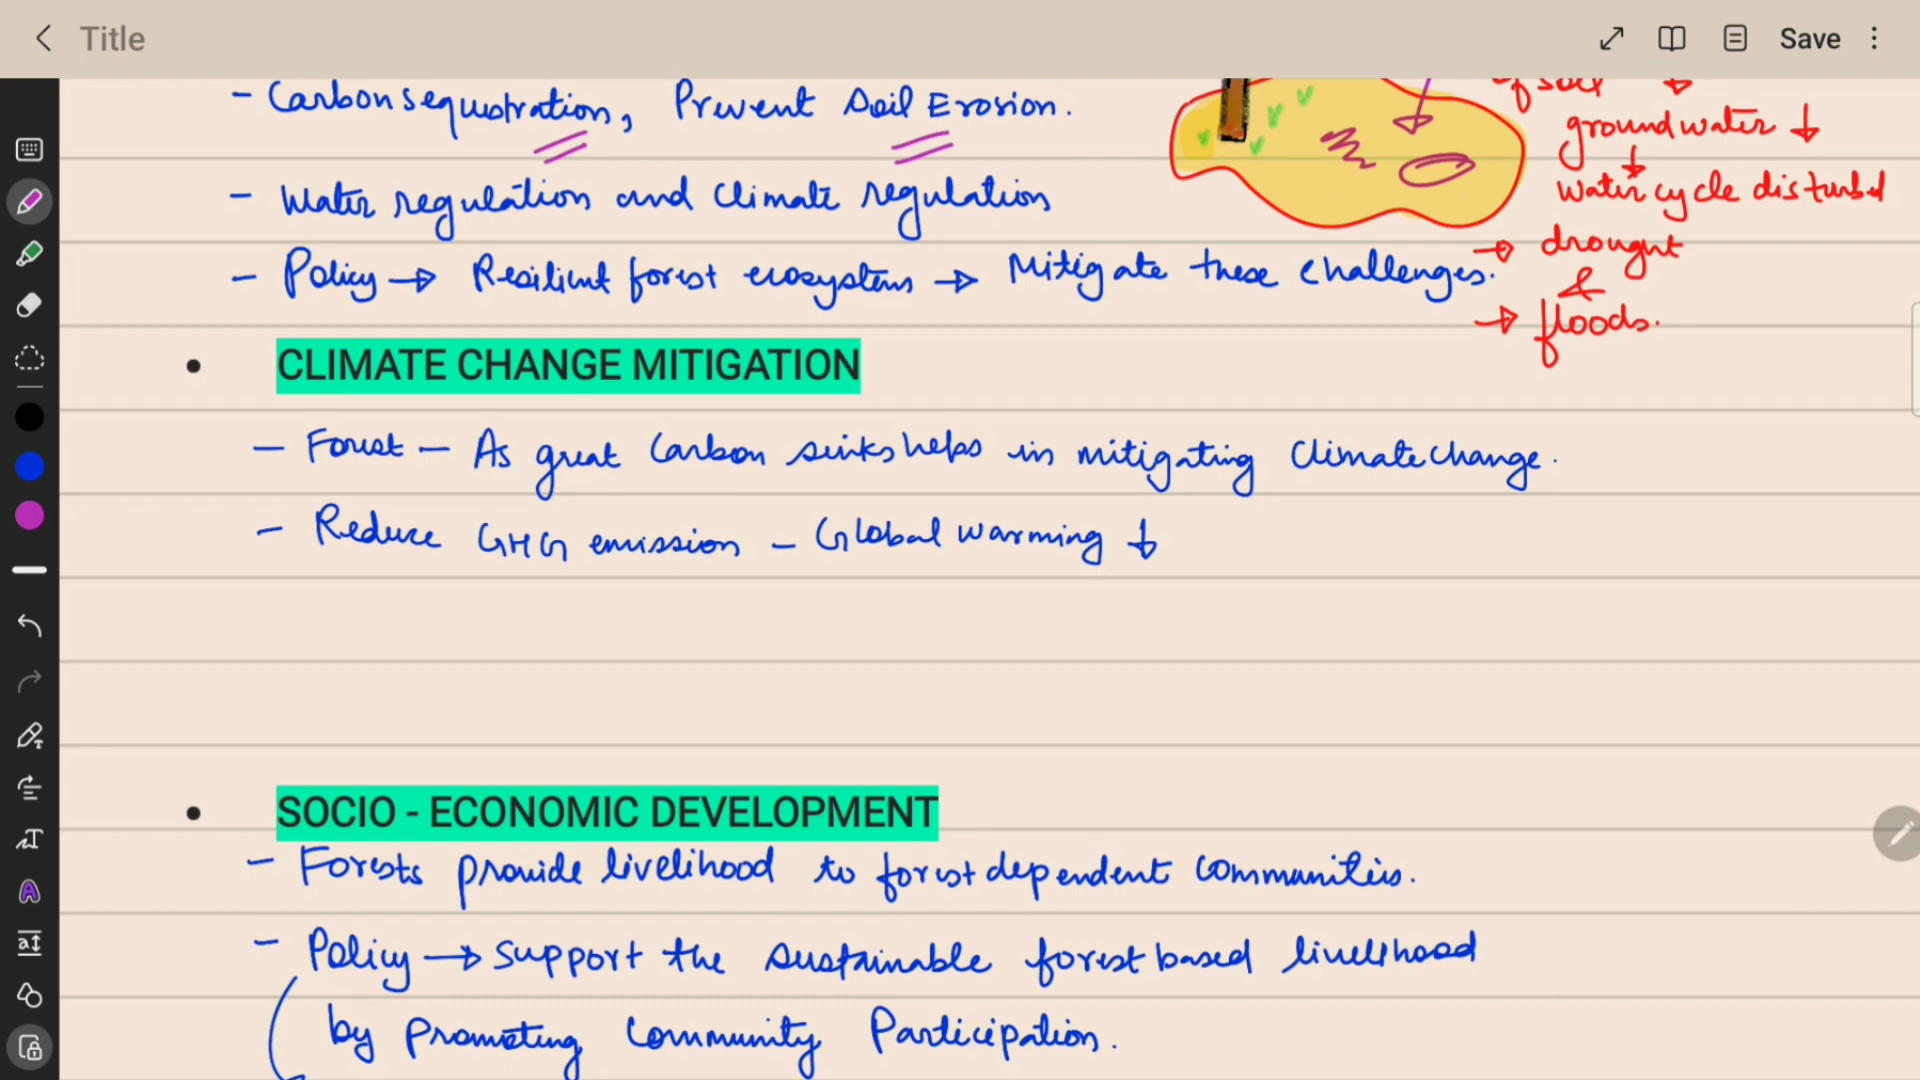 Title
Save
- Carbon sequstration, Prevent Soil Erosion.
of soil ↓
groundwater ↓
↓
water cycle disturbed
- Water regulation and Climate regulation
→ drought
&
→ floods.
- Policy → Resilient forest ecosystem → Mitigate these challenges.
• CLIMATE CHANGE MITIGATION
- Forest - As great Carbon sinks helps in mitigating Climate change.
- Reduce GHG emission - Global warming ↓
• SOCIO - ECONOMIC DEVELOPMENT
- Forests provide livelihood to forest dependent Communities.
- Policy → support the sustainable forest based livelihood
by promoting Community Participation.